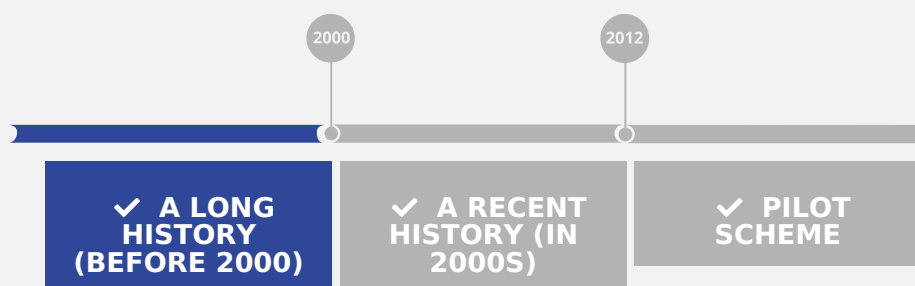 2000
2012
✓ A LONG
HISTORY
(BEFORE 2000)
✓ A RECENT
HISTORY (IN
2000S)
✓ PILOT
SCHEME